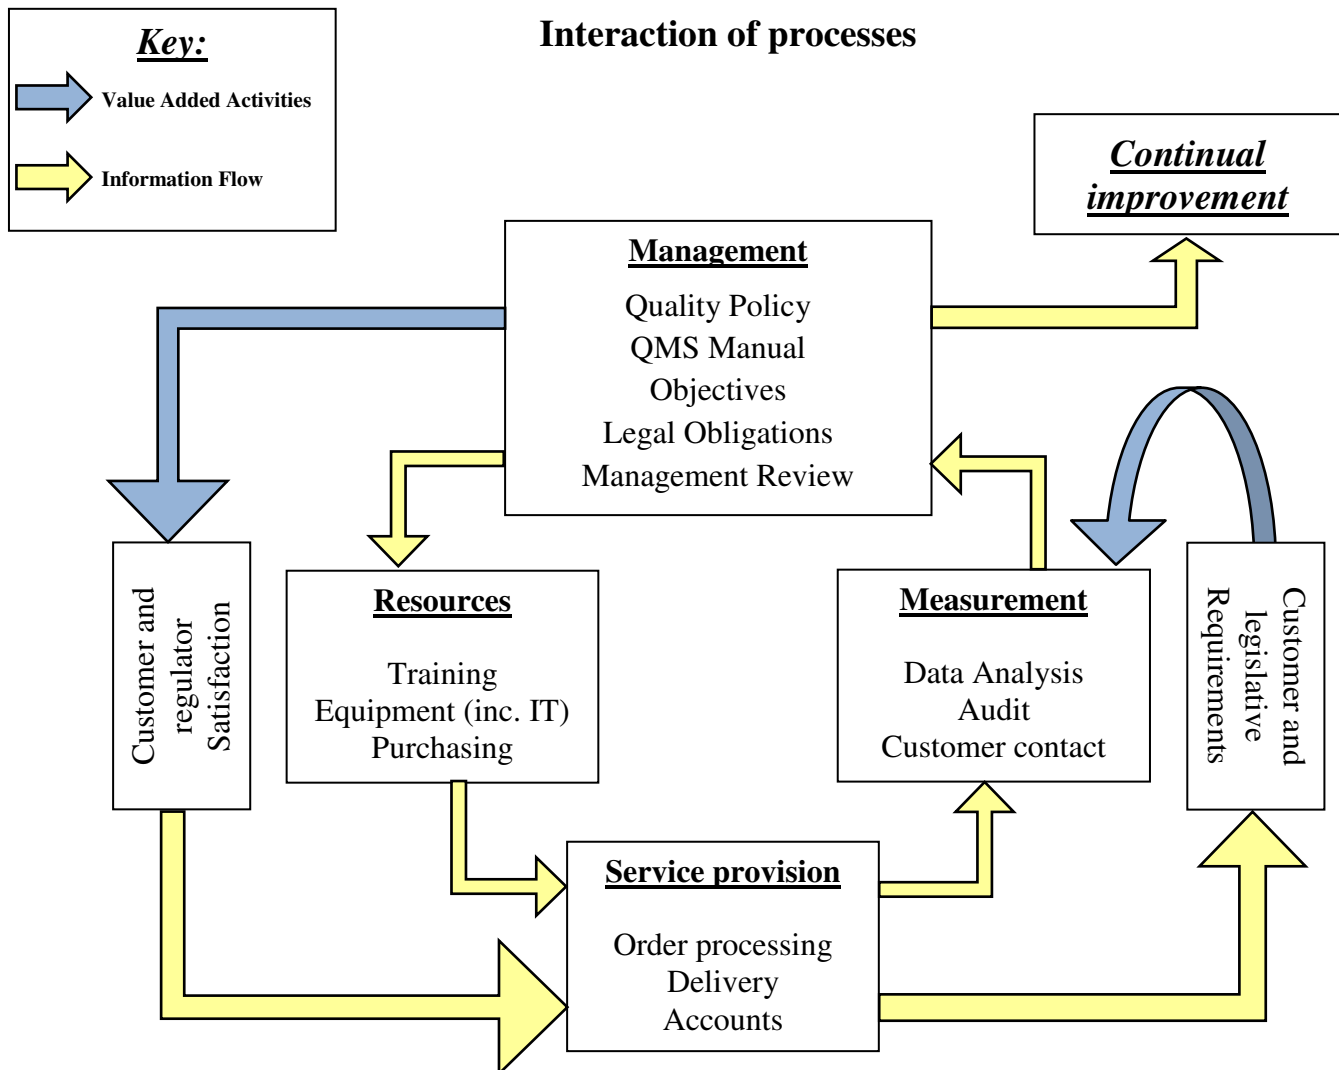 Key:
Value Added Activities
Information Flow
Interaction of processes
Continual
improvement
Management
Quality Policy
QMS Manual
Objectives
Legal Obligations
Management Review
Customer and
regulator
Satisfaction
Resources
Training
Equipment (inc. IT)
Purchasing
Measurement
Data Analysis
Audit
Customer contact
Customer and
legislative
Requirements
Service provision
Order processing
Delivery
Accounts